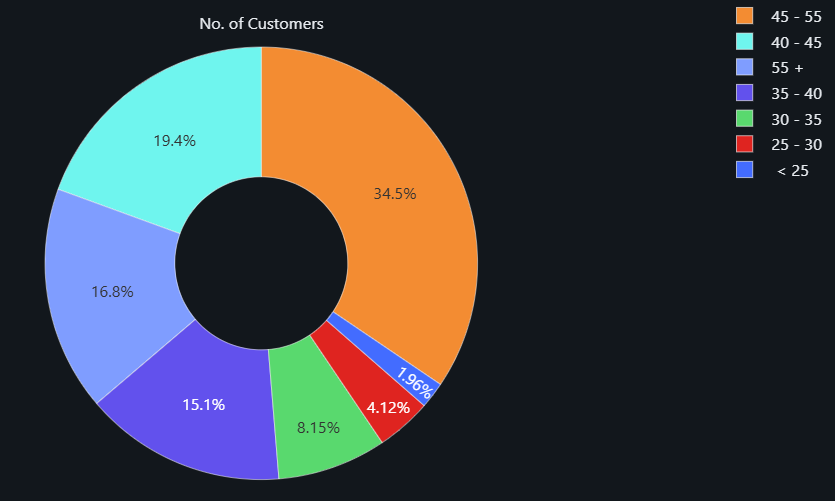 No. of Customers
45 - 55
40 - 45
55 +
35 - 40
30 - 35
25 - 30
< 25
19.4%
34.5%
16.8%
1.96%
15.1%
4.12%
8.15%